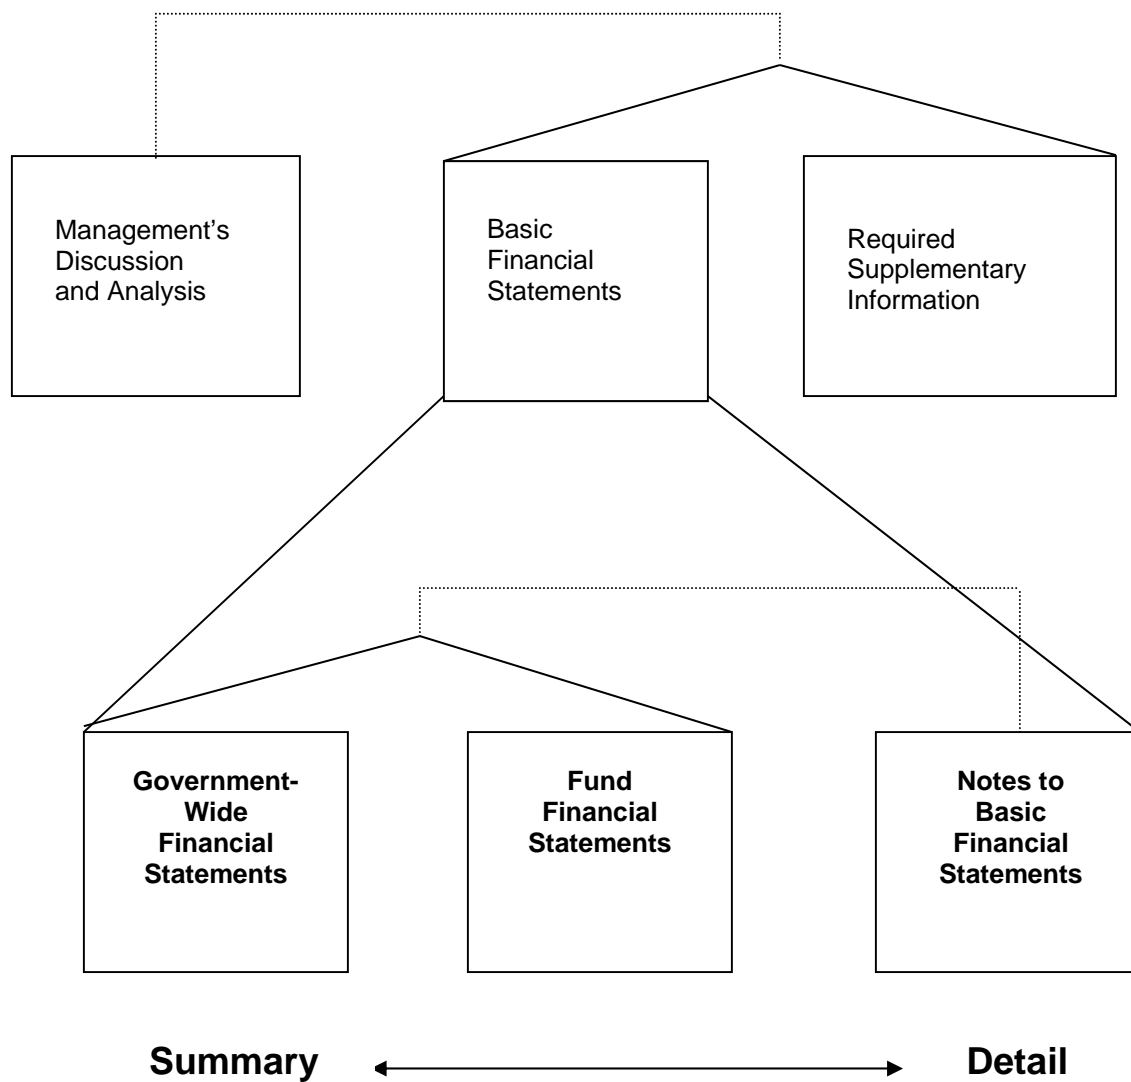 Management’s
Discussion
and Analysis
Basic
Financial
Statements
Required
Supplementary
Information
Government-
Wide
Financial
Statements
Fund
Financial
Statements
Notes to
Basic
Financial
Statements
Summary
Detail